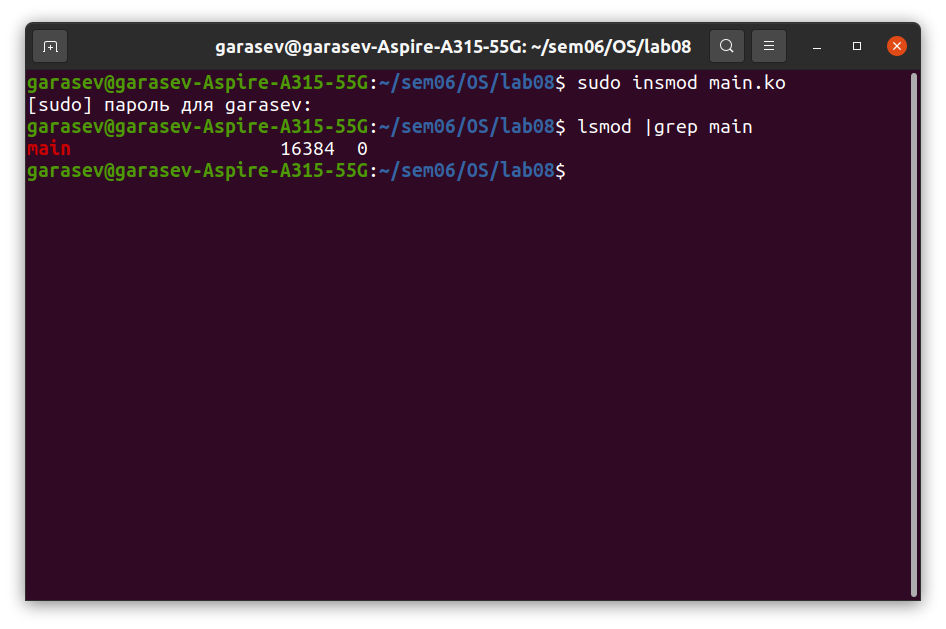 garasev@garasev-Aspire-A315-55G: ~/sem06/OS/lab08
garasev@garasev-Aspire-A315-55G:~/sem06/OS/lab08$ sudo insmod main.ko
[sudo] пароль для garasev:
garasev@garasev-Aspire-A315-55G:~/sem06/OS/lab08$ lsmod |grep main
main                   16384  0
garasev@garasev-Aspire-A315-55G:~/sem06/OS/lab08$